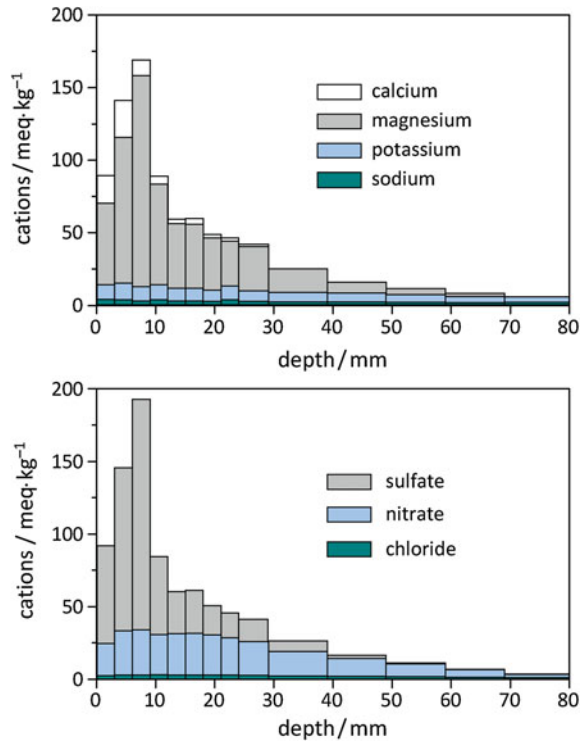 200
150
100
50
0
cations / meq·kg⁻¹
calcium
magnesium
potassium
sodium
0 10 20 30 40 50 60 70 80
depth / mm
200
150
100
50
0
cations / meq·kg⁻¹
sulfate
nitrate
chloride
0 10 20 30 40 50 60 70 80
depth / mm